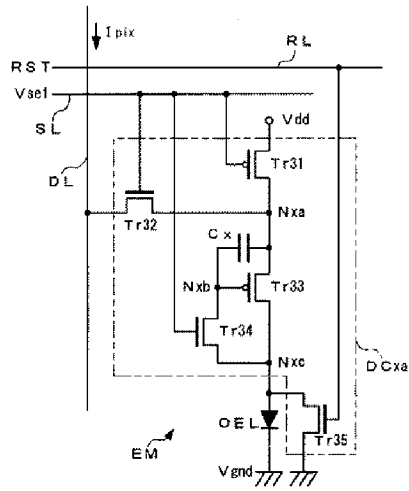 Ipix
RL
RST
Vsel
SL
Vdd
DL
Tr31
Nxa
Tr32
Cx
Nxb
Tr33
Tr34
Nxc
DCxa
OEL
Tr35
EM
Vgnd